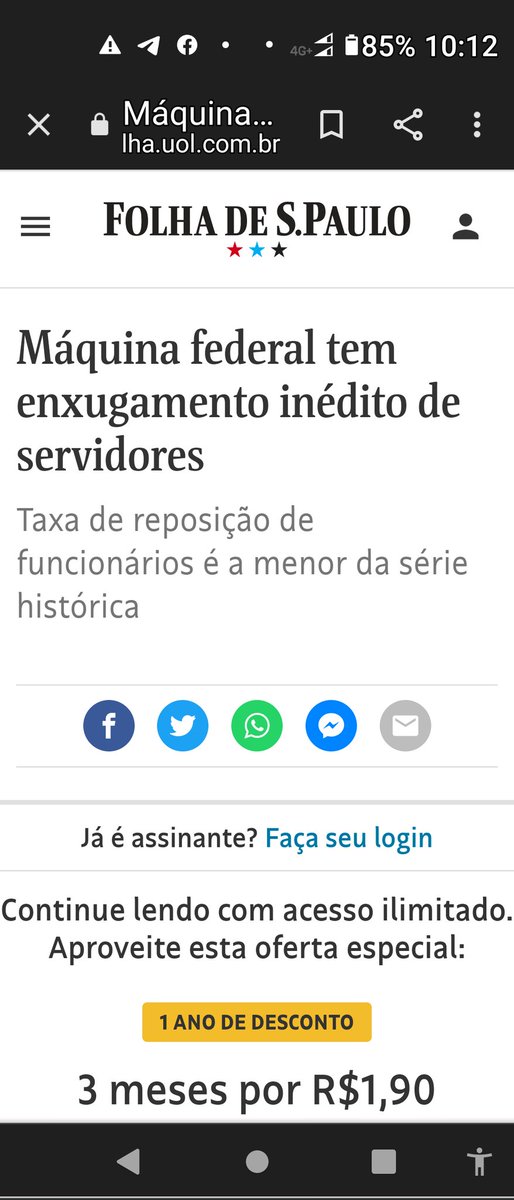 4G+ 85% 10:12
Máquina...
lha.uol.com.br
FOLHA DE S.PAULO
Máquina federal tem
enxugamento inédito de
servidores
Taxa de reposição de
funcionários é a menor da série
histórica
Já é assinante? Faça seu login
Continue lendo com acesso ilimitado.
Aproveite esta oferta especial:
1 ANO DE DESCONTO
3 meses por R$1,90